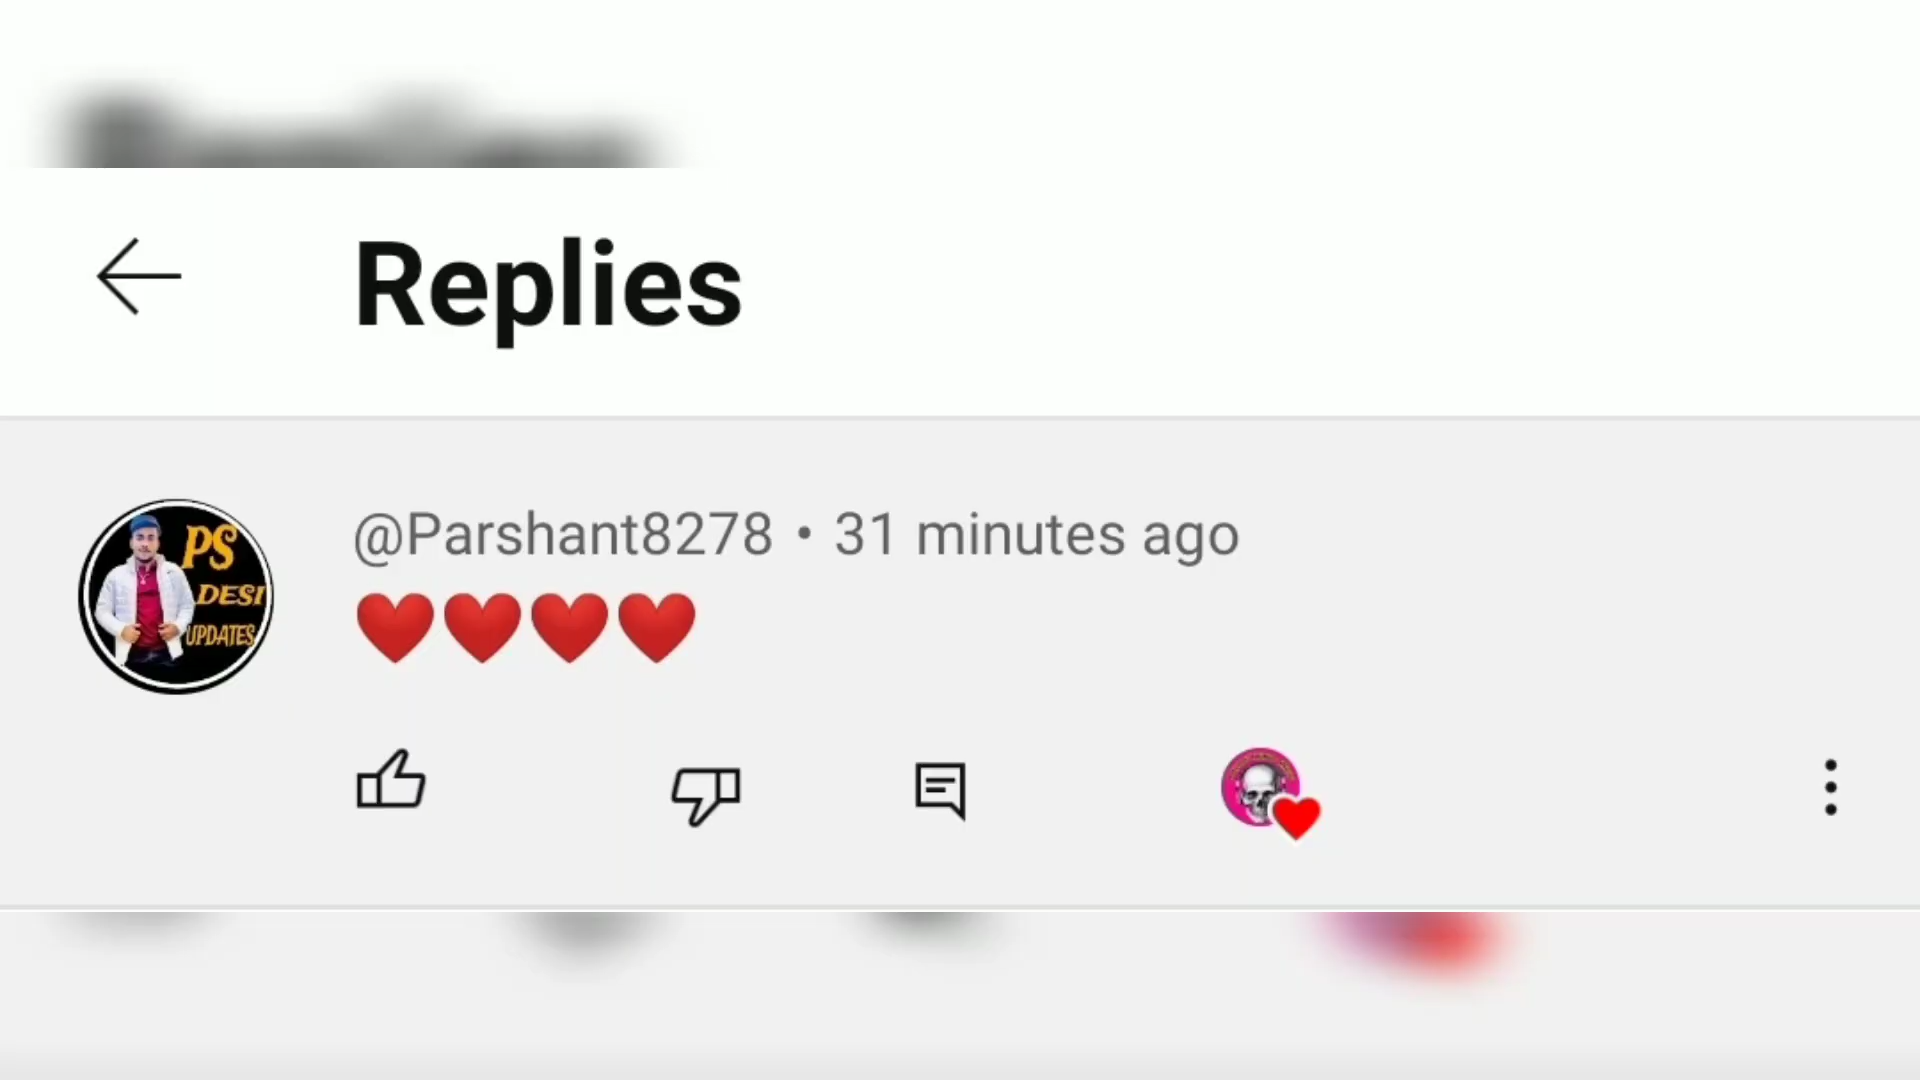 Replies
@Parshant8278 • 31 minutes ago
❤️❤️❤️❤️
PS
DESI
UPDATES